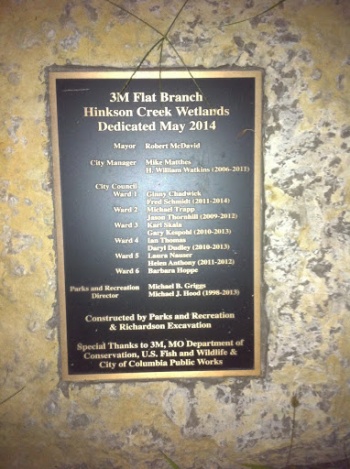 3M Flat Branch
Hinkson Creek Wetlands
Dedicated May 2014
Mayor Robert McDavid
City Manager Mike Matthes
H. William Watkins (2006-2011)
City Council
Ward 1 Ginny Chadwick
Fred Schmidt (2011-2014)
Ward 2 Michael Trapp
Jason Thornhill (2009-2012)
Ward 3 Karl Skala
Gary Kespohl (2010-2013)
Ward 4 Ian Thomas
Daryl Dudley (2010-2013)
Ward 5 Laura Nauser
Helen Anthony (2011-2012)
Ward 6 Barbara Hoppe
Parks and Recreation Michael B. Griggs
Director Michael J. Hood (1998-2013)
Constructed by Parks and Recreation
& Richardson Excavation
Special Thanks to 3M, MO Department of
Conservation, U.S. Fish and Wildlife &
City of Columbia Public Works